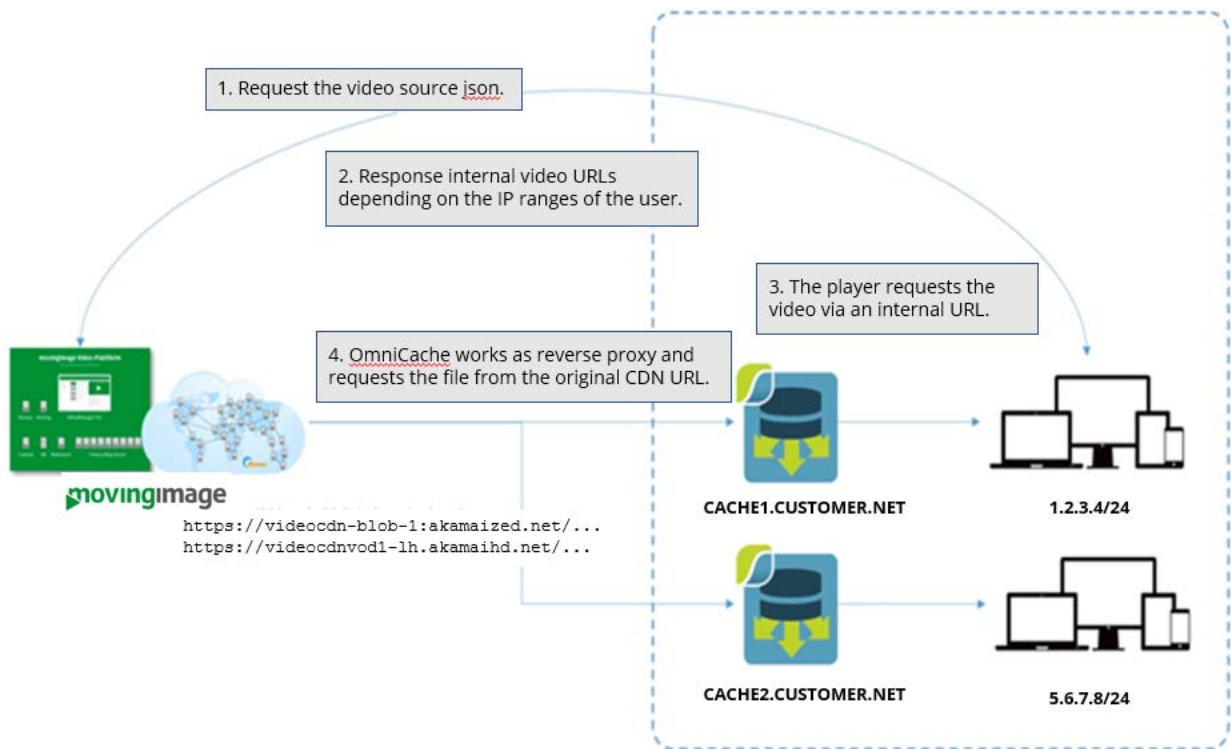 1. Request the video source json.
2. Response internal video URLs
depending on the IP ranges of the user.
3. The player requests the
video via an internal URL.
4. OmniCache works as reverse proxy and
requests the file from the original CDN URL.
movingimage Video Platform
movingimage
https://videocdn-blob-1:akamaized.net/...
https://videocdnvod1-lh.akamaihd.net/...
CACHE1.CUSTOMER.NET
1.2.3.4/24
CACHE2.CUSTOMER.NET
5.6.7.8/24